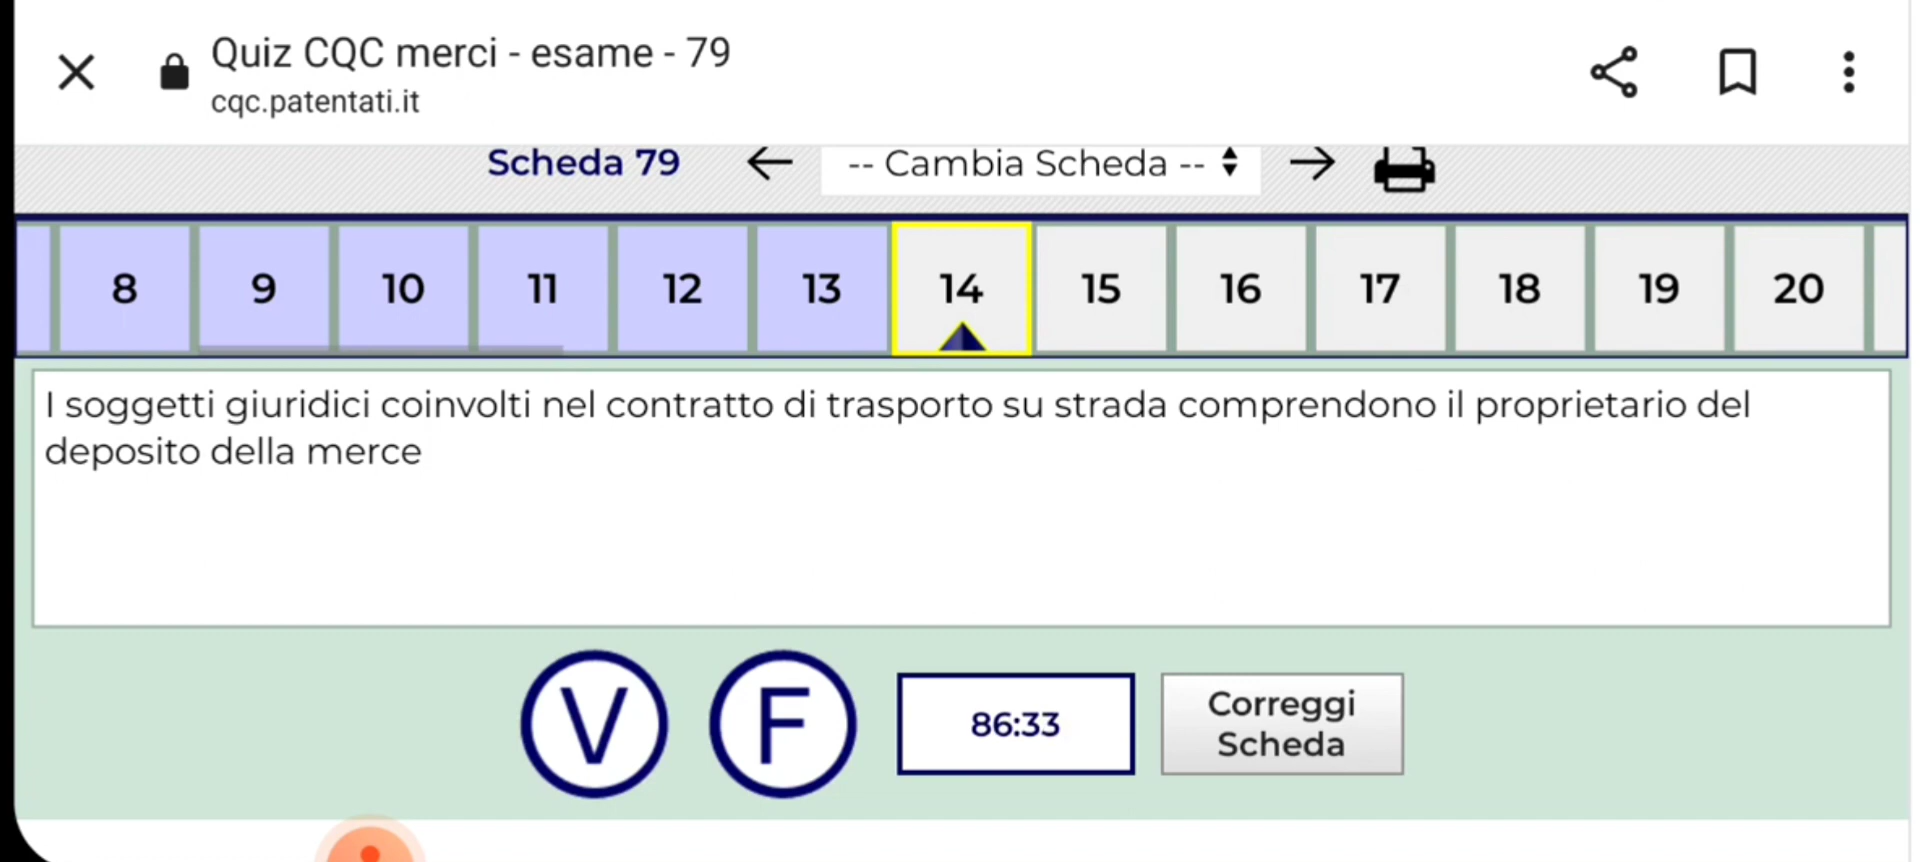 Quiz CQC merci - esame - 79
cqc.patentati.it
Scheda 79
-- Cambia Scheda --
8 9 10 11 12 13 14 15 16 17 18 19 20
I soggetti giuridici coinvolti nel contratto di trasporto su strada comprendono il proprietario del
deposito della merce
V F 86:33 Correggi
Scheda